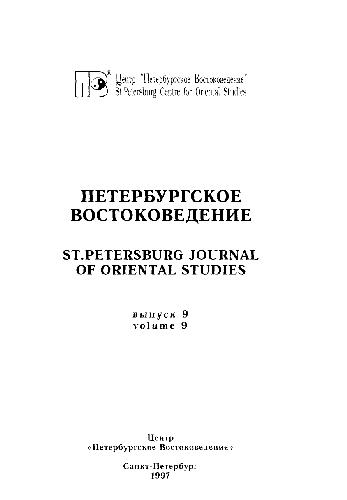 ПВ
Центр "Петербургское Востоковедение"
St.Petersburg Centre for Oriental Studies
ПЕТЕРБУРГСКОЕ
ВОСТОКОВЕДЕНИЕ
ST.PETERSBURG JOURNAL
OF ORIENTAL STUDIES
выпуск 9
volume 9
Центр
«Петербургское Востоковедение»
Санкт-Петербург
1997